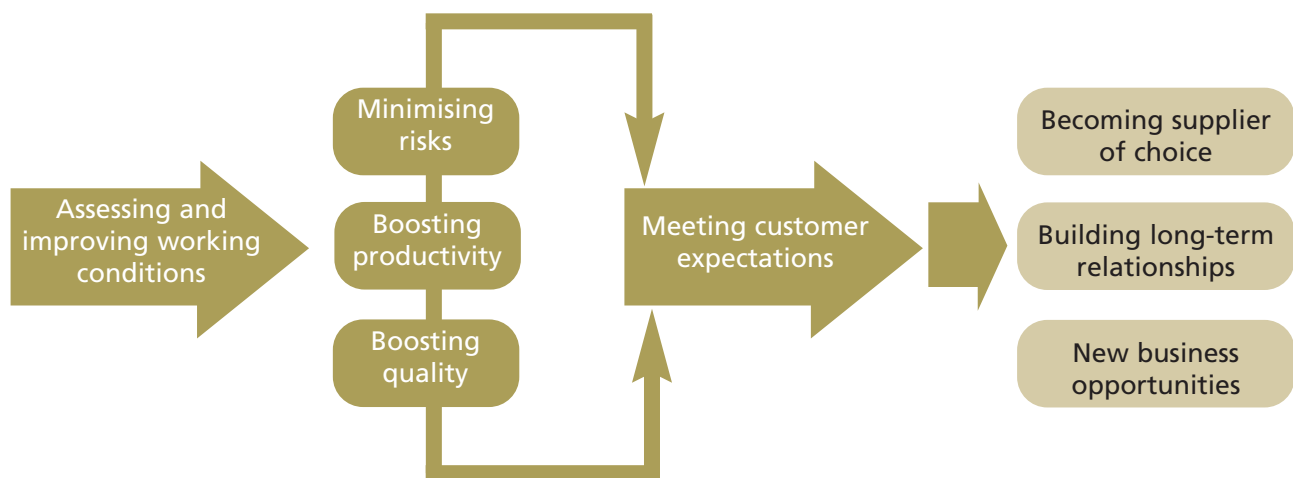 Assessing and
improving working
conditions
Minimising
risks
Boosting
productivity
Boosting
quality
Meeting customer
expectations
Becoming supplier
of choice
Building long-term
relationships
New business
opportunities